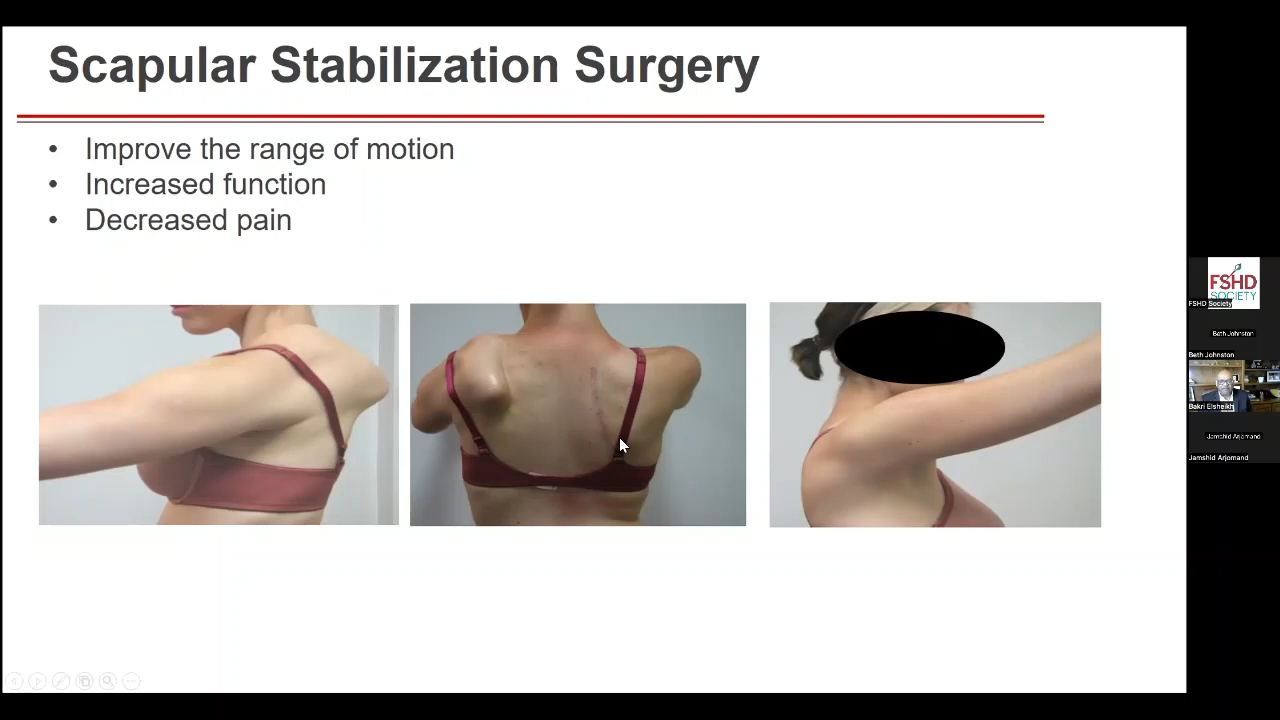 Scapular Stabilization Surgery
• Improve the range of motion
• Increased function
• Decreased pain
FSHD
SOCIETY
FSHD Society
Beth Johnston
Beth Johnston
Bakri Elsheikh
Jamshid Arjomand
Jamshid Arjomand